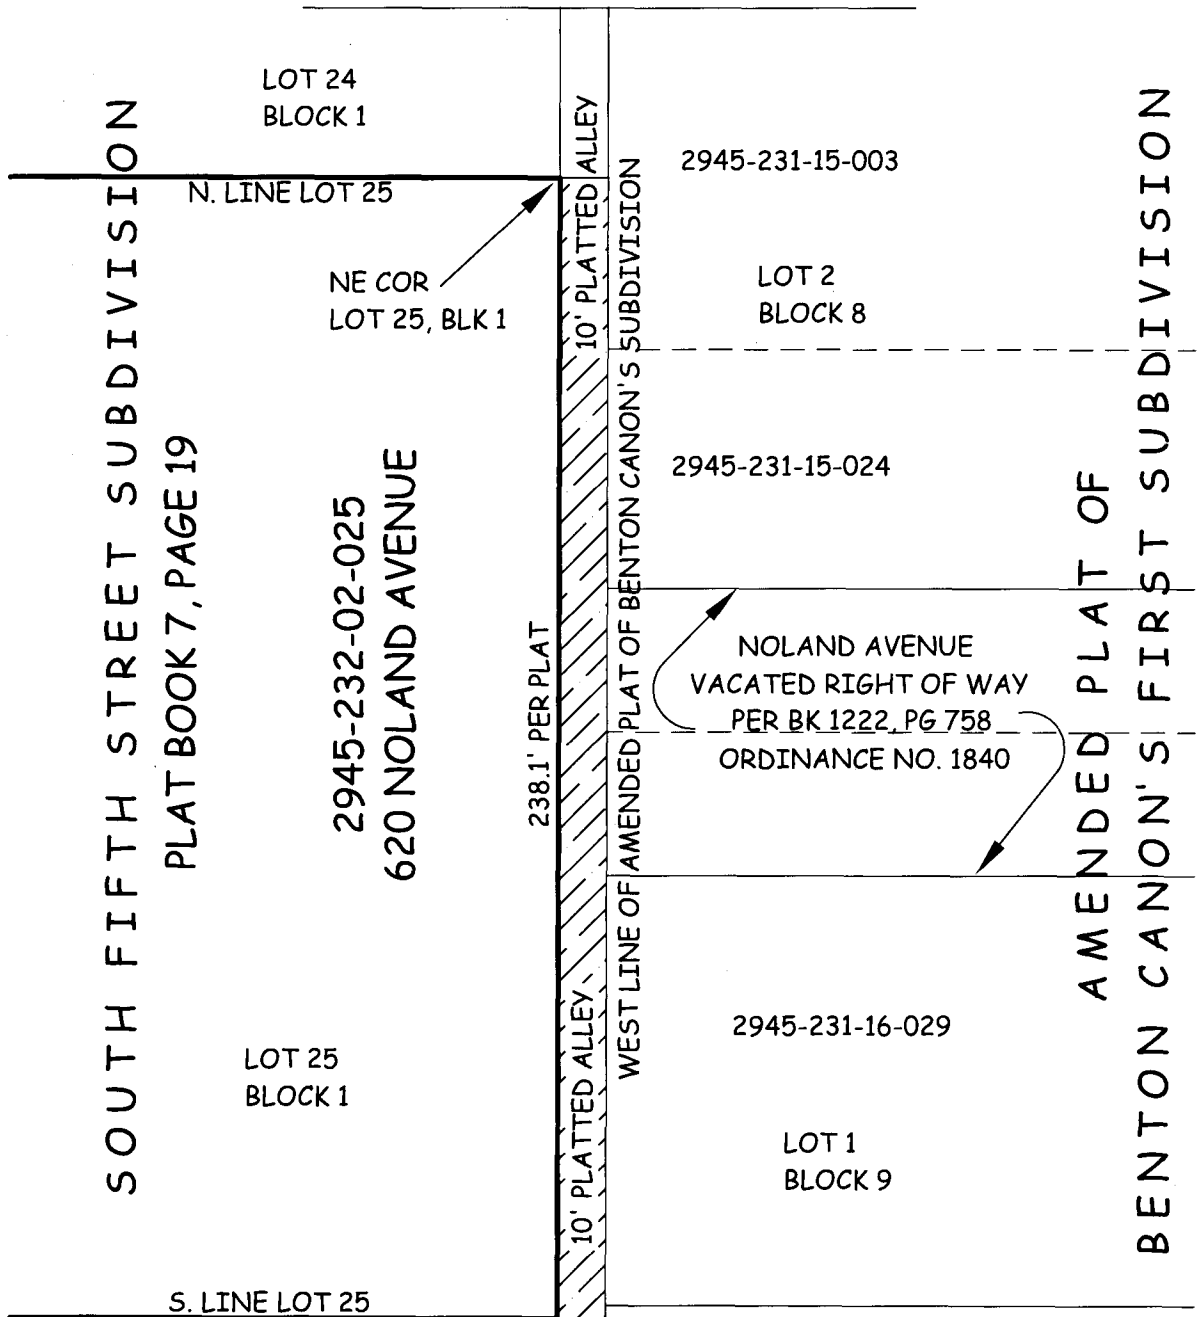 LOT 24
BLOCK 1
N. LINE LOT 25
NE COR
LOT 25, BLK 1
SOUTH FIFTH STREET SUBDIVISION
PLAT BOOK 7, PAGE 19
2945-232-02-025
620 NOLAND AVENUE
238.1' PER PLAT
LOT 25
BLOCK 1
S. LINE LOT 25
10' PLATTED ALLEY
10' PLATTED ALLEY
WEST LINE OF AMENDED PLAT OF BENTON CANON'S SUBDIVISION
2945-231-15-003
LOT 2
BLOCK 8
2945-231-15-024
NOLAND AVENUE
VACATED RIGHT OF WAY
PER BK 1222, PG 758
ORDINANCE NO. 1840
2945-231-16-029
LOT 1
BLOCK 9
AMENDED PLAT OF
BENTON CANON'S FIRST SUBDIVISION